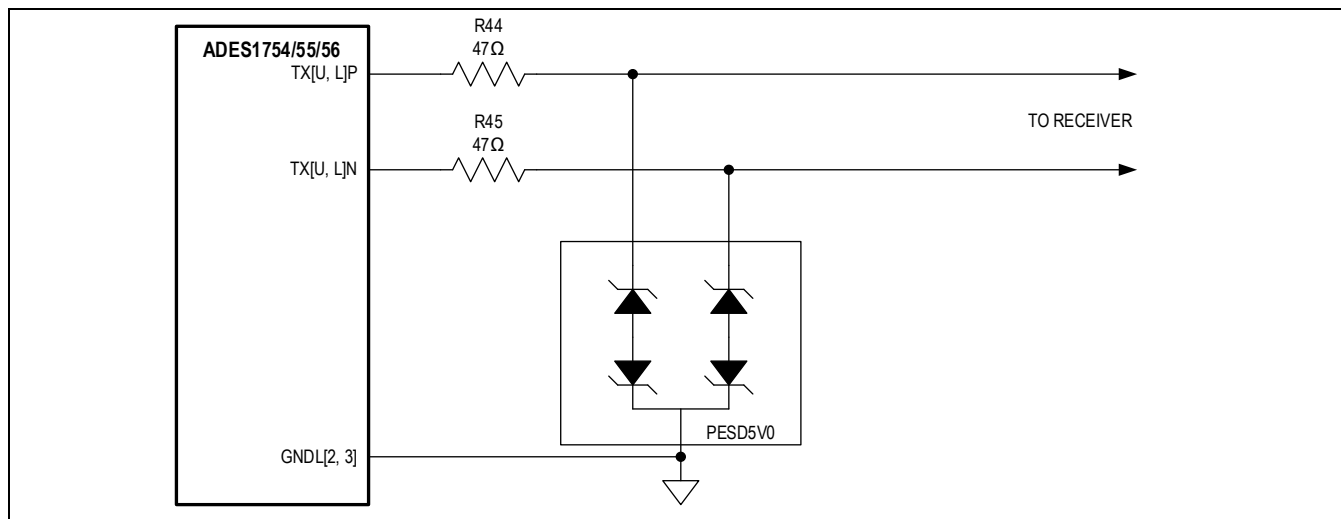 ADES1754/55/56
R44
47Ω
TX[U, L]P
TO RECEIVER
R45
47Ω
TX[U, L]N
PESD5V0
GNDL[2, 3]